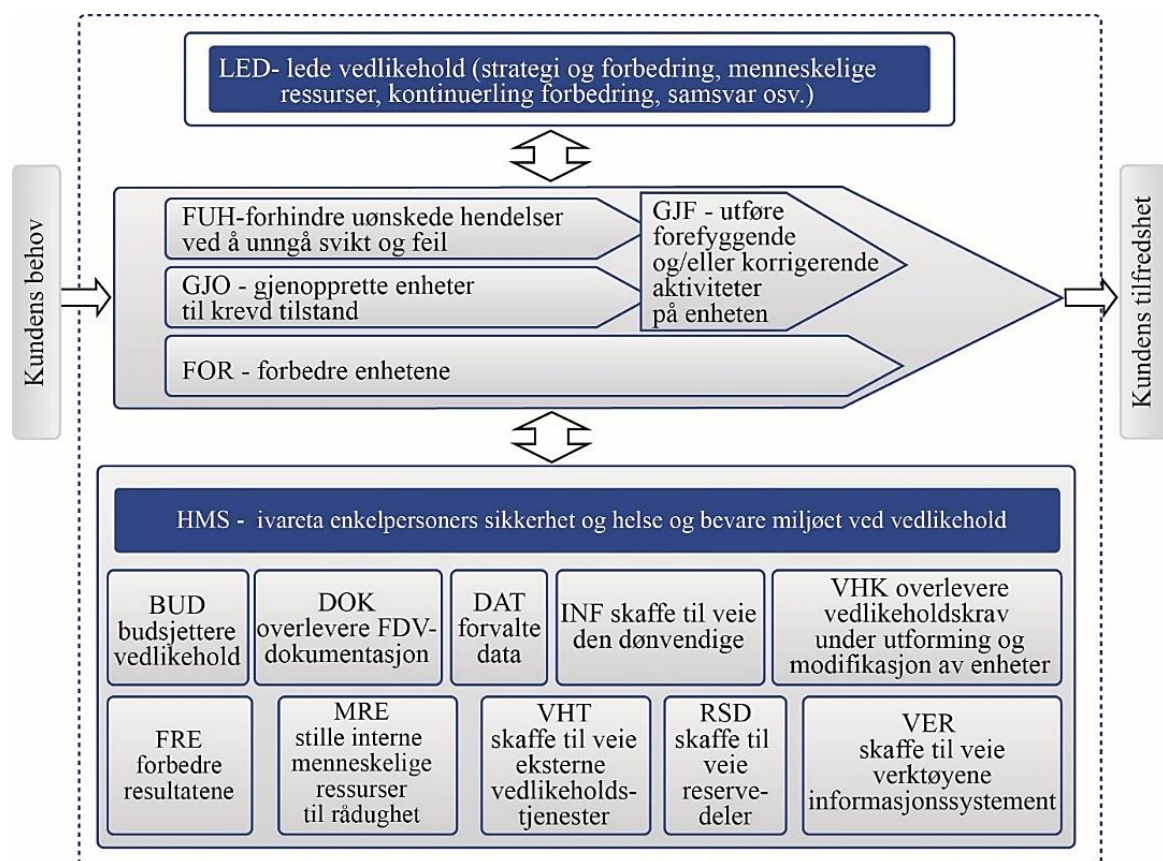 LED- lede vedlikehold (strategi og forbedring, menneskelige
ressurser, kontinuerling forbedring, samsvar osv.)
Kundens behov
FUH-forhindre uønskede hendelser
ved å unngå svikt og feil
GJO - gjenopprette enheter
til krevd tilstand
FOR - forbedre enhetene
GJF - utføre
forefyggende
og/eller korrigerende
aktiviteter
på enheten
Kundens tilfredshet
HMS - ivareta enkelpersoners sikkerhet og helse og bevare miljøet ved vedlikehold
BUD
budsjettere
vedlikehold
DOK
overlevere FDV-
dokumentasjon
DAT
forvalte
data
INF skaffe til veie
den dønvendige
VHK overlevere
vedlikeholdskrav
under utforming og
modifikasjon av enheter
FRE
forbedre
resultatene
MRE
stille interne
menneskelige
ressurser
til rådughet
VHT
skaffe til veie
eksterne
vedlikeholds-
tjenester
RSD
skaffe til
veie
reserve-
deler
VER
skaffe til veie
verktøyene
informasjonssystement